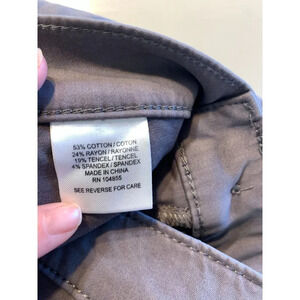 53% COTTON / COTON
24% RAYON / RAYONNE
19% TENCEL / TENCEL
4% SPANDEX / SPANDEX
MADE IN CHINA
RN 104855
SEE REVERSE FOR CARE